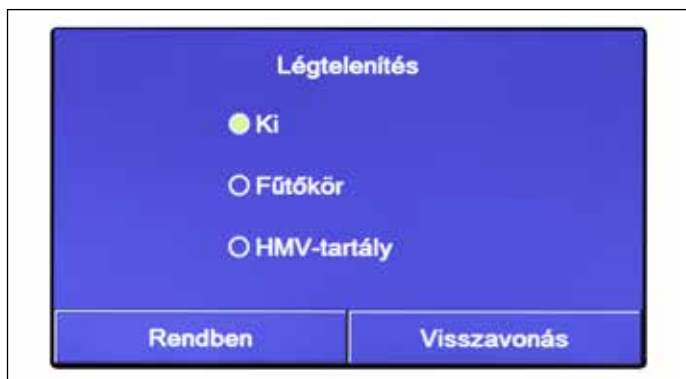 Légtelenítés
Ki
Fűtőkör
HMV-tartály
Rendben
Visszavonás